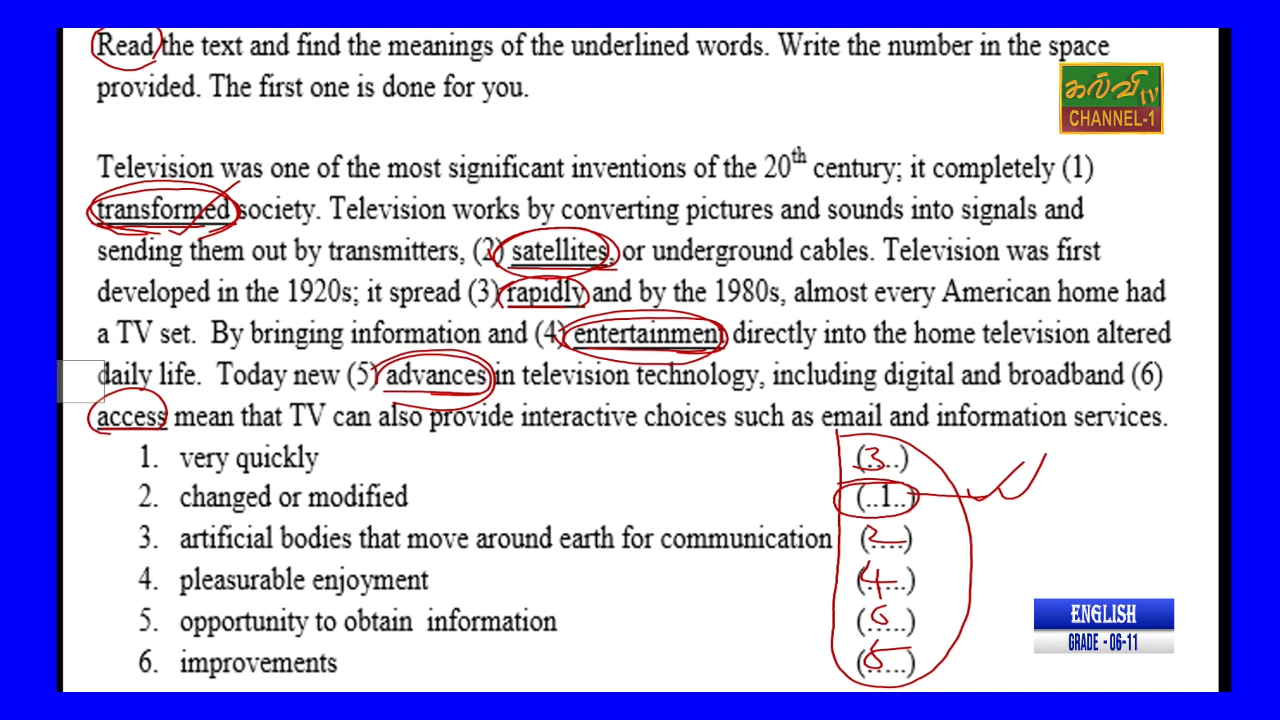 Read the text and find the meanings of the underlined words. Write the number in the space
provided. The first one is done for you.
கல்வி tv
CHANNEL-1
Television was one of the most significant inventions of the 20th century; it completely (1)
transformed society. Television works by converting pictures and sounds into signals and
sending them out by transmitters, (2) satellites, or underground cables. Television was first
developed in the 1920s; it spread (3) rapidly and by the 1980s, almost every American home had
a TV set. By bringing information and (4) entertainment directly into the home television altered
daily life. Today new (5) advances in television technology, including digital and broadband (6)
access mean that TV can also provide interactive choices such as email and information services.
1. very quickly (.3...)
2. changed or modified (..1..)
3. artificial bodies that move around earth for communication (.2...)
4. pleasurable enjoyment (.4...)
5. opportunity to obtain information (.6....)
6. improvements (.5....)
ENGLISH
GRADE - 06-11